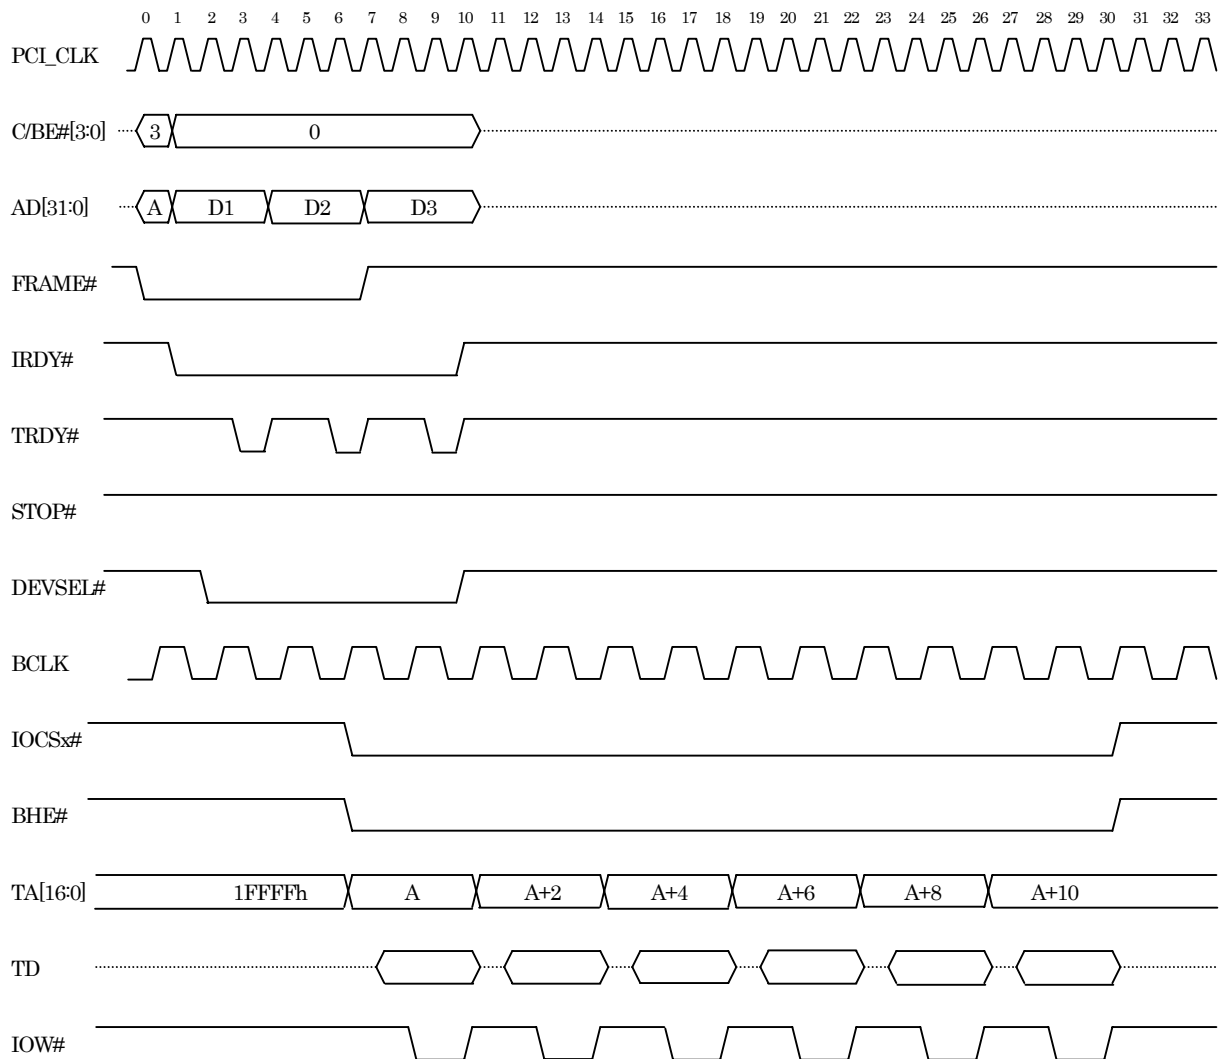 0 1 2 3 4 5 6 7 8 9 10 11 12 13 14 15 16 17 18 19 20 21 22 23 24 25 26 27 28 29 30 31 32 33
PCI_CLK
C/BE#[3:0] 3 0
AD[31:0] A D1 D2 D3
FRAME#
IRDY#
TRDY#
STOP#
DEVSEL#
BCLK
IOCSx#
BHE#
TA[16:0] 1FFFFh A A+2 A+4 A+6 A+8 A+10
TD
IOW#